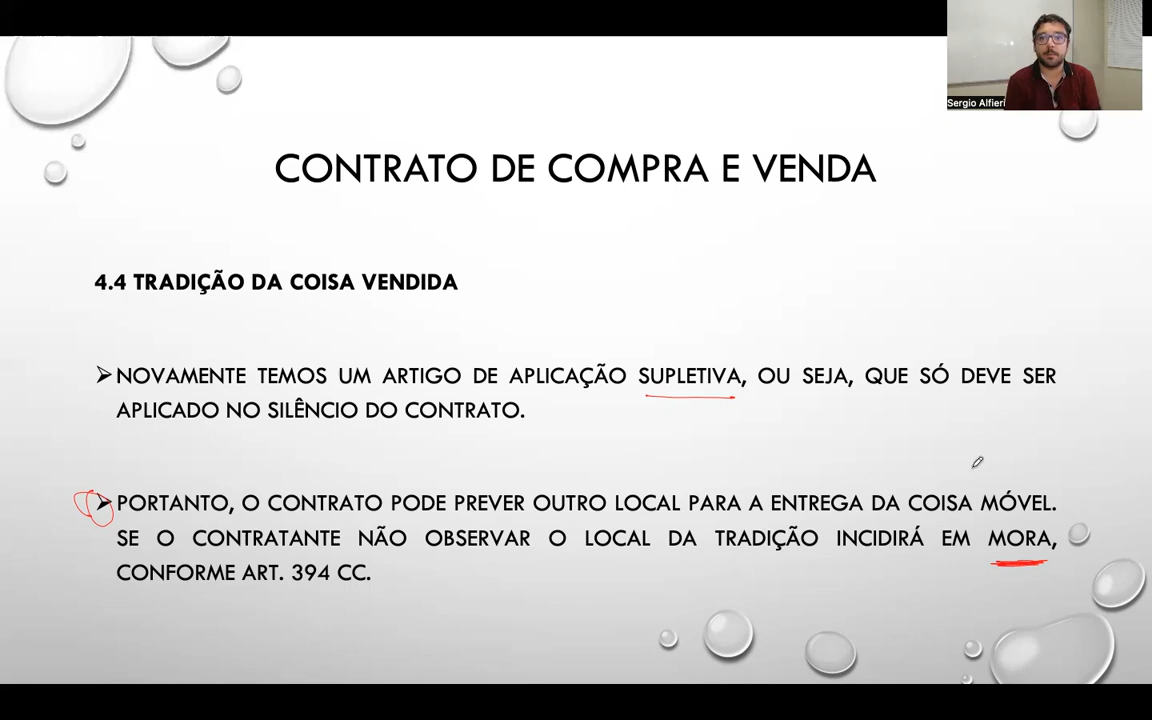 Sergio Alfieri
CONTRATO DE COMPRA E VENDA
4.4 TRADIÇÃO DA COISA VENDIDA
NOVAMENTE TEMOS UM ARTIGO DE APLICAÇÃO SUPLETIVA, OU SEJA, QUE SÓ DEVE SER
APLICADO NO SILÊNCIO DO CONTRATO.
PORTANTO, O CONTRATO PODE PREVER OUTRO LOCAL PARA A ENTREGA DA COISA MÓVEL.
SE O CONTRATANTE NÃO OBSERVAR O LOCAL DA TRADIÇÃO INCIDIRÁ EM MORA,
CONFORME ART. 394 CC.